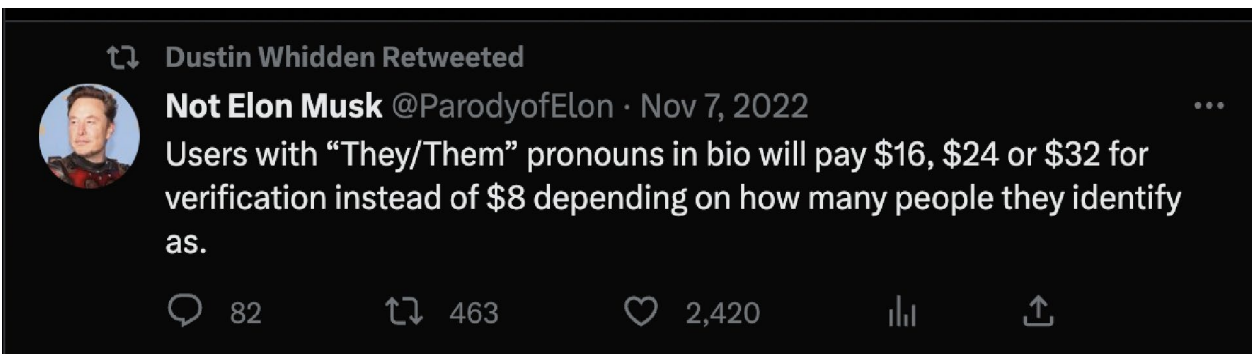 Dustin Whidden Retweeted
Not Elon Musk @ParodyofElon · Nov 7, 2022
Users with “They/Them” pronouns in bio will pay $16, $24 or $32 for
verification instead of $8 depending on how many people they identify
as.
82 463 2,420